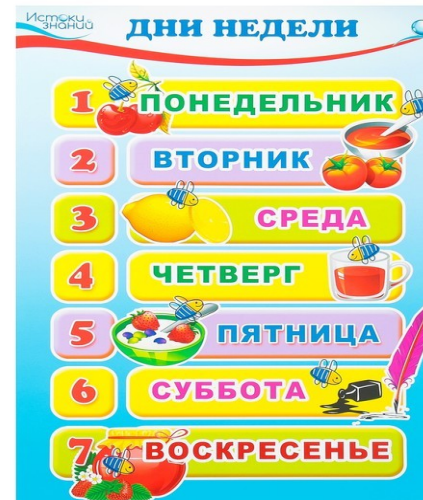 Истоки
знаний
ДНИ НЕДЕЛИ
1 ПОНЕДЕЛЬНИК
2 ВТОРНИК
3 СРЕДА
4 ЧЕТВЕРГ
5 ПЯТНИЦА
6 СУББОТА
7 ВОСКРЕСЕНЬЕ